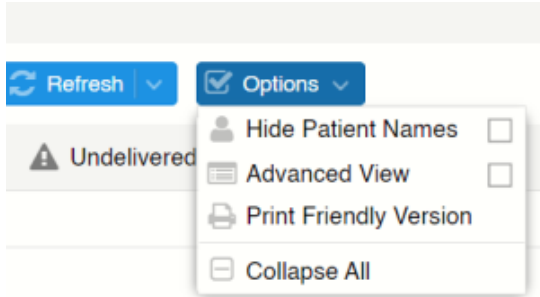 Refresh
Options
Hide Patient Names
Undelivered
Advanced View
Print Friendly Version
Collapse All